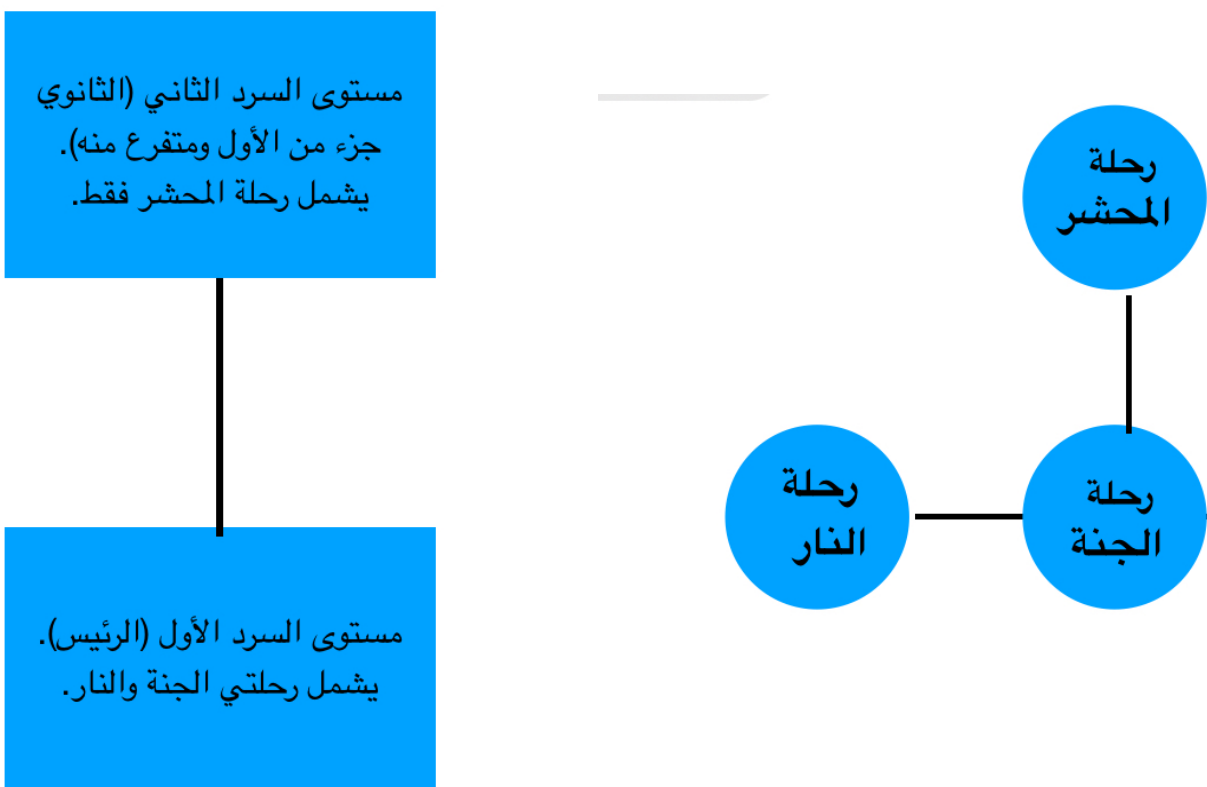 رحلة
المحشر
رحلة
الجنة
رحلة
النار
مستوى السرد الثاني (الثانوي
جزء من الأول ومتفرع منه).
يشمل رحلة المحشر فقط.
مستوى السرد الأول (الرئيس).
يشمل رحلتي الجنة والنار.